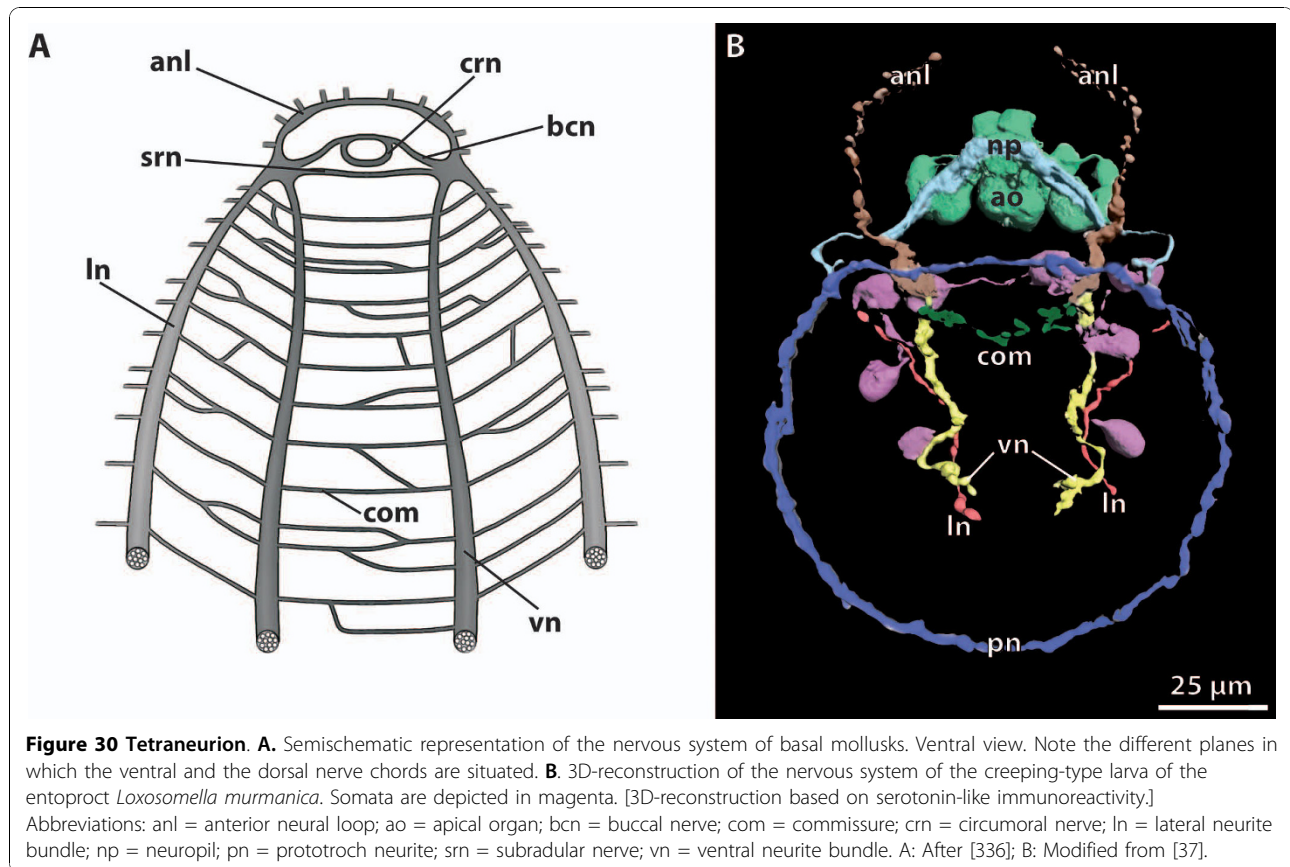 A
anl
crn
bcn
srn
ln
com
vn
B
anl
anl
np
ao
com
vn
ln
ln
pn
25 µm
Figure 30 Tetraneurion. A. Semischematic representation of the nervous system of basal mollusks. Ventral view. Note the different planes in
which the ventral and the dorsal nerve chords are situated. B. 3D-reconstruction of the nervous system of the creeping-type larva of the
entoproct Loxosomella murmanica. Somata are depicted in magenta. [3D-reconstruction based on serotonin-like immunoreactivity.]
Abbreviations: anl = anterior neural loop; ao = apical organ; bcn = buccal nerve; com = commissure; crn = circumoral nerve; ln = lateral neurite
bundle; np = neuropil; pn = prototroch neurite; srn = subradular nerve; vn = ventral neurite bundle. A: After [336]; B: Modified from [37].